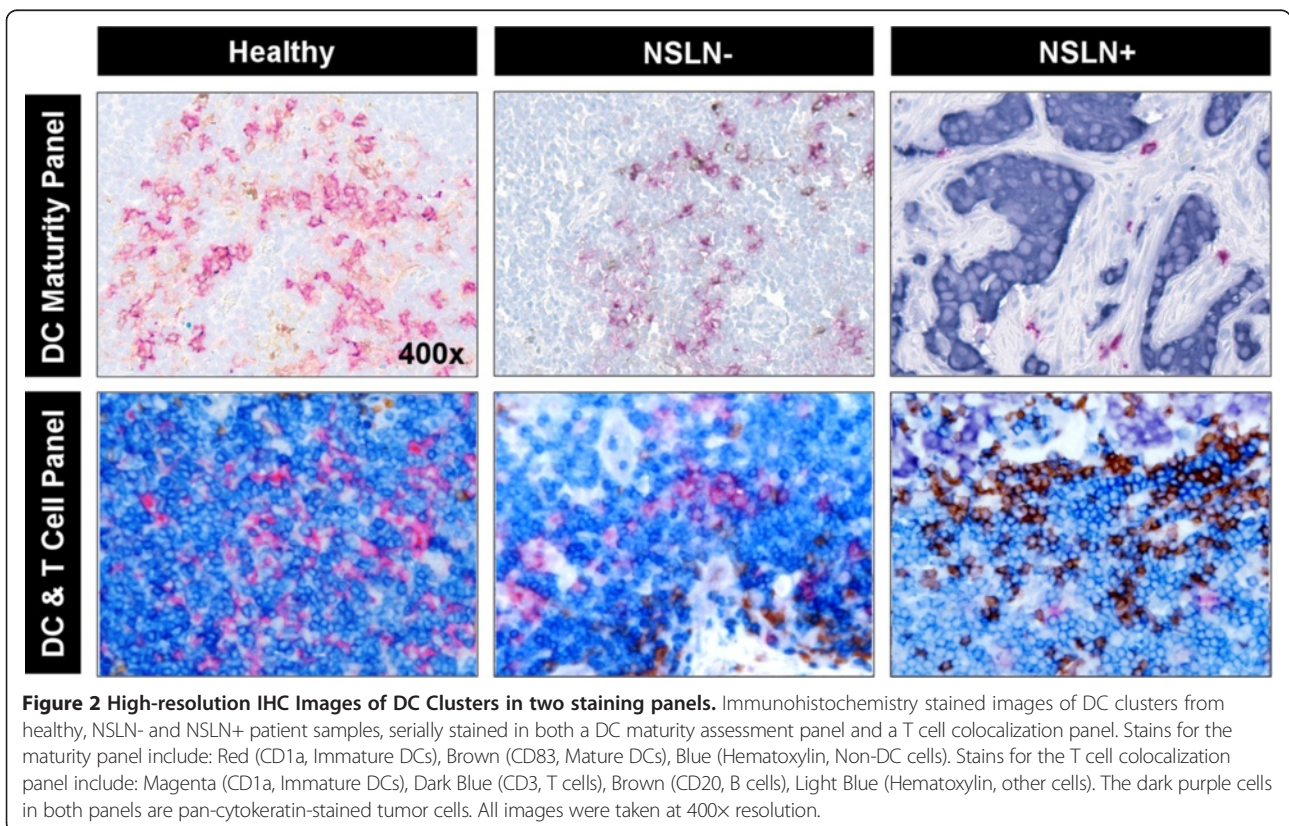 Healthy
NSLN-
NSLN+
DC Maturity Panel
400x
DC & T Cell Panel
Figure 2 High-resolution IHC Images of DC Clusters in two staining panels. Immunohistochemistry stained images of DC clusters from
healthy, NSLN- and NSLN+ patient samples, serially stained in both a DC maturity assessment panel and a T cell colocalization panel. Stains for the
maturity panel include: Red (CD1a, Immature DCs), Brown (CD83, Mature DCs), Blue (Hematoxylin, Non-DC cells). Stains for the T cell colocalization
panel include: Magenta (CD1a, Immature DCs), Dark Blue (CD3, T cells), Brown (CD20, B cells), Light Blue (Hematoxylin, other cells). The dark purple cells
in both panels are pan-cytokeratin-stained tumor cells. All images were taken at 400× resolution.